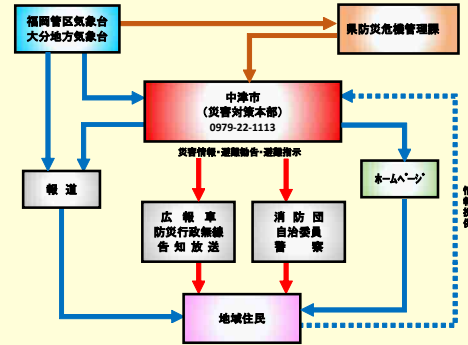 福岡管区気象台
大分地方気象台
県防災危機管理課
中津市
(災害対策本部)
0979-22-1113
災害情報・避難勧告・避難指示
報道
ホームページ
広報車
防災行政無線
告知放送
消防団
自治委員
警察
情報提供
地域住民